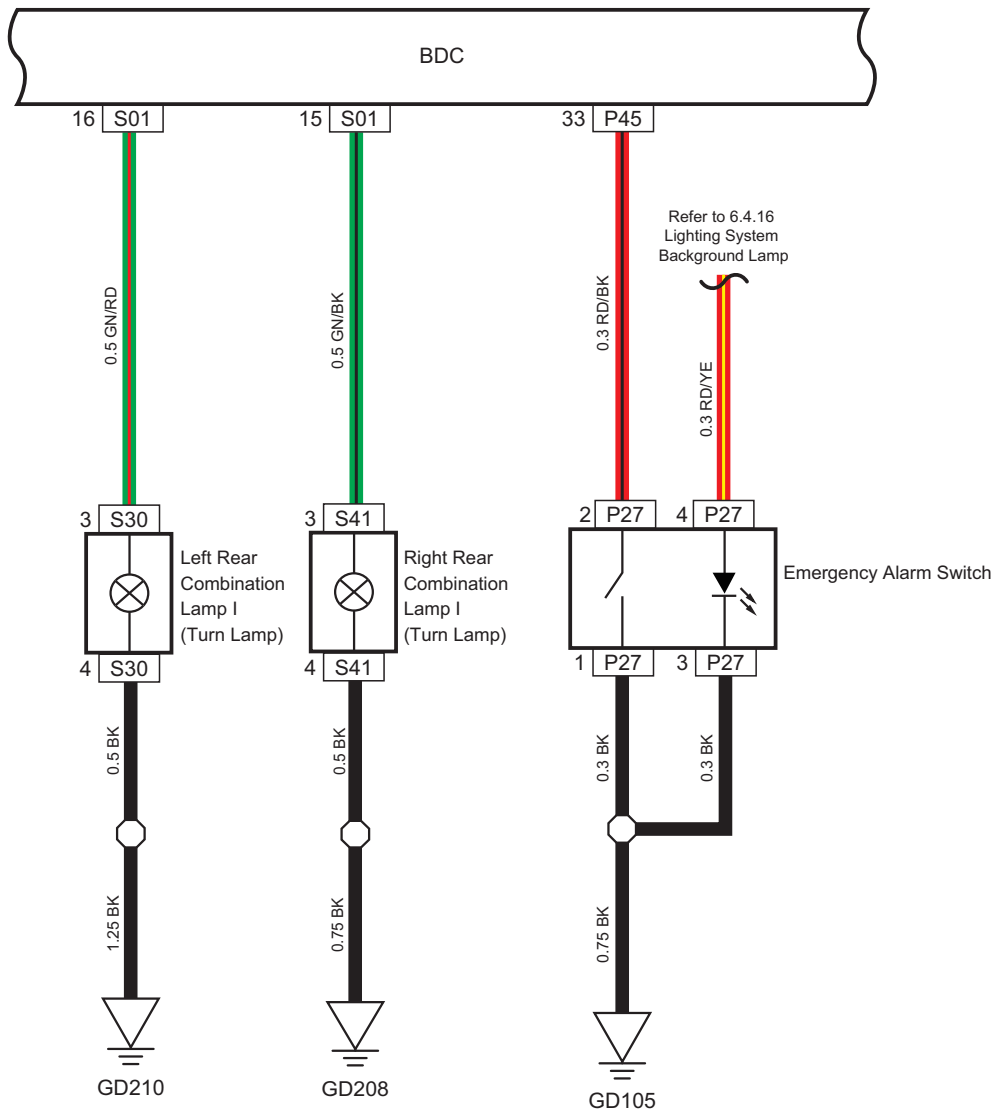 BDC
16 S01
15 S01
33 P45
Refer to 6.4.16
Lighting System
Background Lamp
0.5 GN/RD
0.5 GN/BK
0.3 RD/BK
0.3 RD/YE
3 S30
3 S41
2 P27
4 P27
Left Rear
Combination
Lamp I
(Turn Lamp)
Right Rear
Combination
Lamp I
(Turn Lamp)
Emergency Alarm Switch
4 S30
4 S41
1 P27
3 P27
0.5 BK
0.5 BK
0.3 BK
0.3 BK
1.25 BK
0.75 BK
0.75 BK
GD210
GD208
GD105